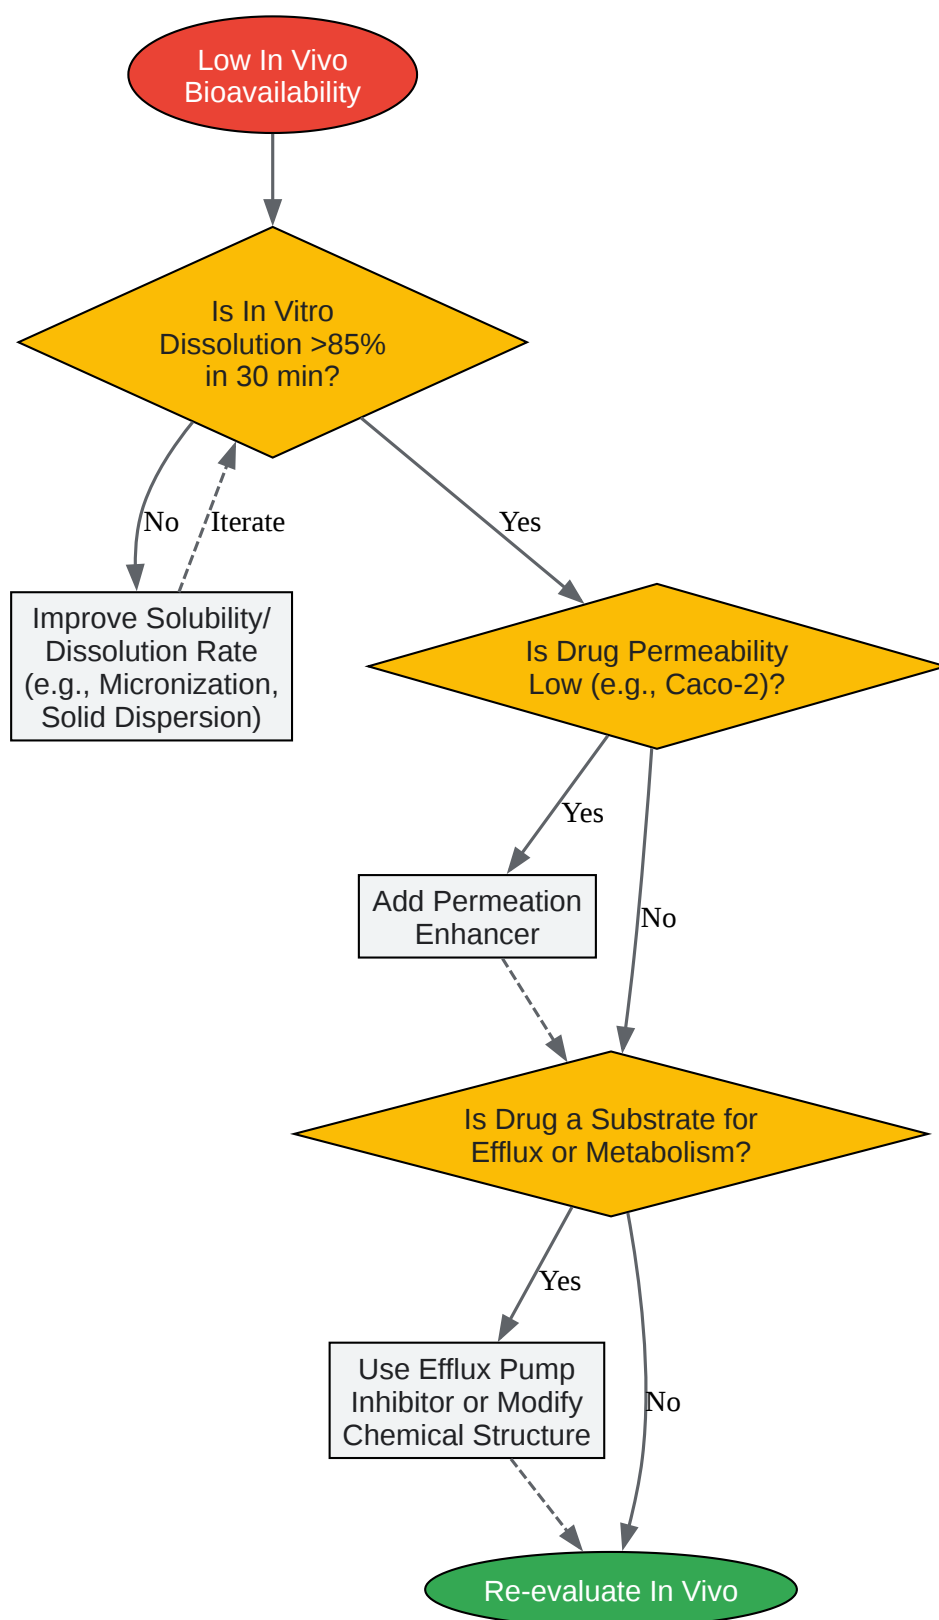 Low In Vivo
Bioavailability
Is In Vitro
Dissolution >85%
in 30 min?
No
Iterate
Yes
Improve Solubility/
Dissolution Rate
(e.g., Micronization,
Solid Dispersion)
Is Drug Permeability
Low (e.g., Caco-2)?
Yes
Add Permeation
Enhancer
No
Is Drug a Substrate for
Efflux or Metabolism?
Yes
Use Efflux Pump
Inhibitor or Modify
Chemical Structure
No
Re-evaluate In Vivo